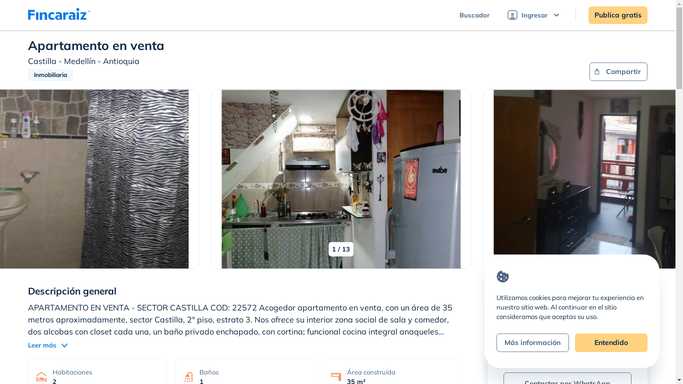 Fincaraiz
Buscador
Ingresar
Publica gratis
Apartamento en venta
Castilla - Medellín - Antioquia
Inmobiliaria
Compartir
mabe
1 / 13
Descripción general
APARTAMENTO EN VENTA - SECTOR CASTILLA COD: 22572 Acogedor apartamento en venta, con un área de 35
metros aproximadamente, sector Castilla, 2° piso, estrato 3. Nos ofrece su interior zona social de sala y comedor,
dos alcobas con closet cada una, un baño privado enchapado, con cortina; funcional cocina integral anaqueles...
Leer más
Habitaciones
2
Baños
1
Área construida
35 m²
Utilizamos cookies para mejorar tu experiencia en
nuestro sitio web. Al continuar en el sitio
consideramos que aceptas su uso.
Más información
Entendido
Contactar por WhatsApp